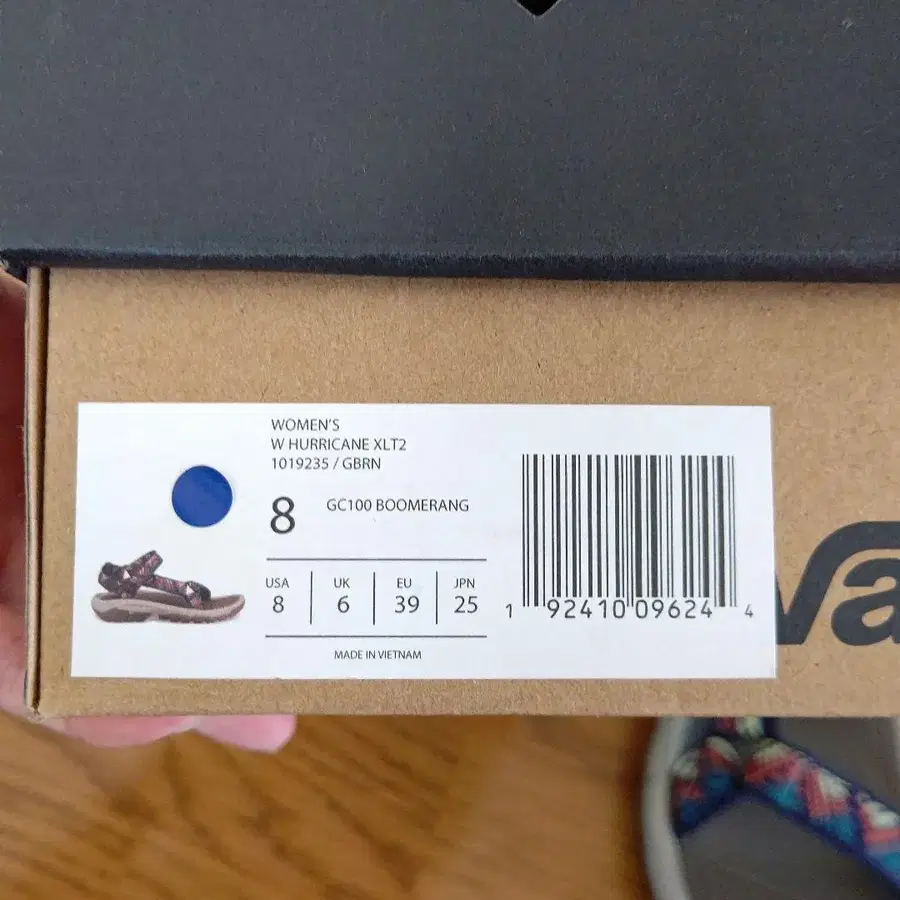 WOMEN'S
W HURRICANE XLT2
1019235 / GBRN
8 GC100 BOOMERANG
USA UK EU JPN
8 6 39 25
MADE IN VIETNAM
1 92410 09624 4